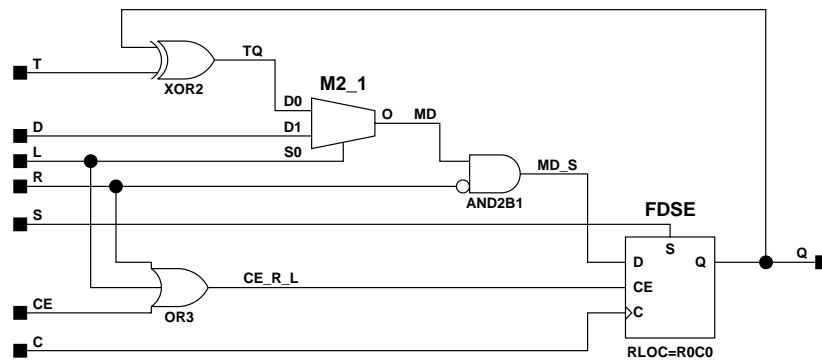 TQ
T
XOR2
M2_1
D0
O
MD
D
D1
L
S0
R
MD_S
AND2B1
S
FDSE
S
D
Q
Q
CE_R_L
CE
CE
OR3
C
C
RLOC=R0C0